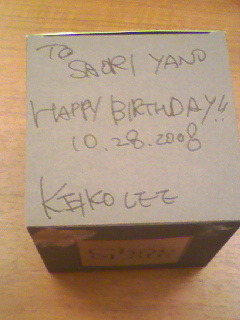 TO
SAORI YANO
HAPPY BIRTHDAY!!
10.28.2008
KEIKO LEE